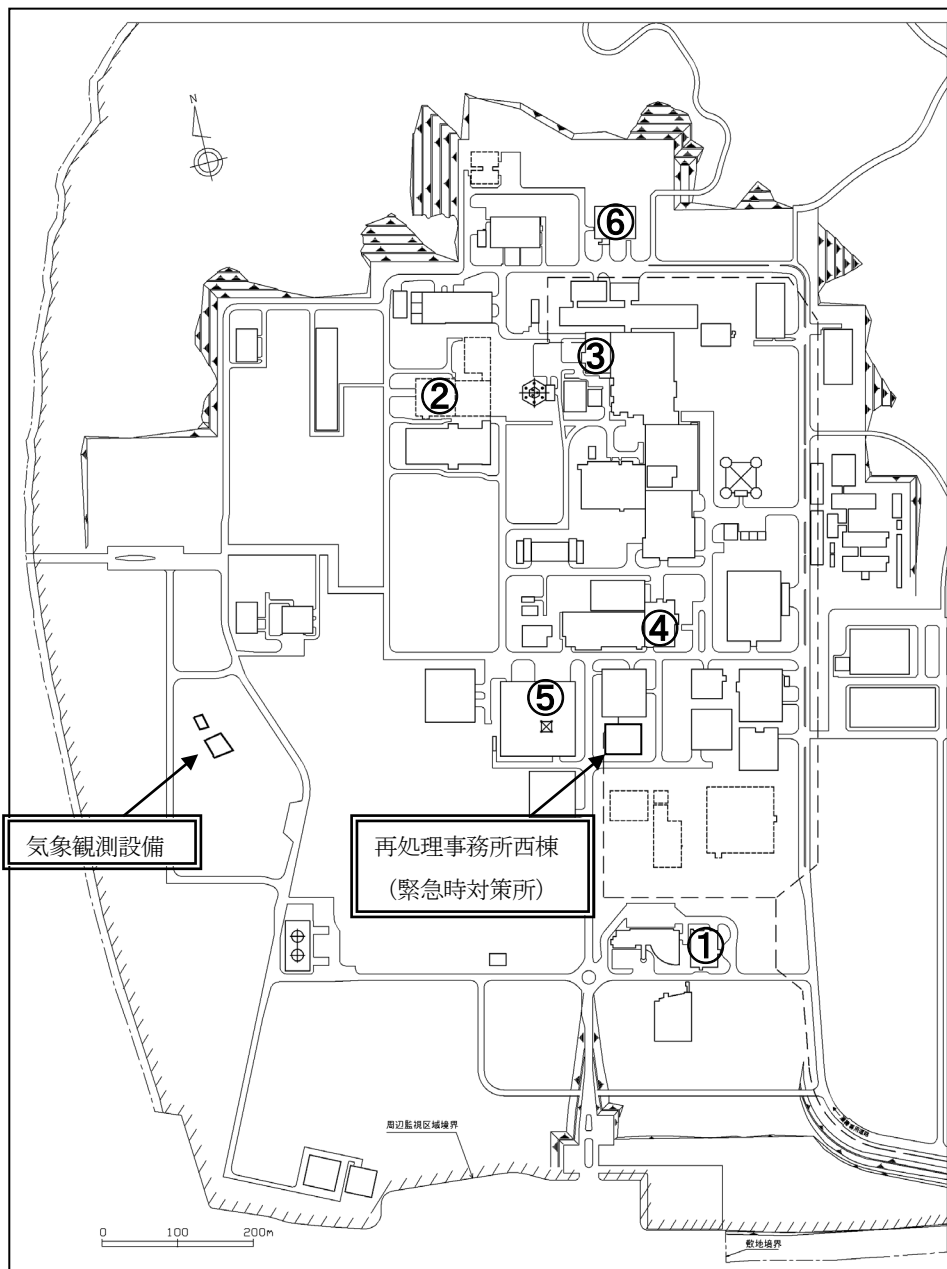 N
⑥
③
②
④
⑤
気象観測設備
再処理事務所西棟
（緊急時対策所）
①
周辺監視区域境界
0 100 200m
敷地境界